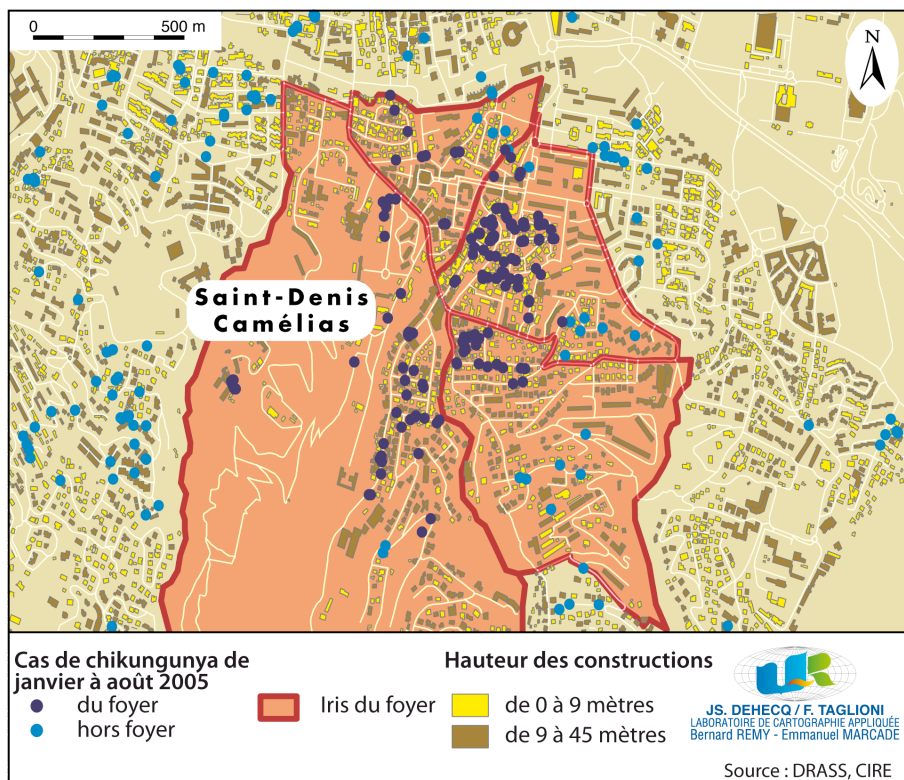 0 500 m
N
Saint-Denis
Camélias
Cas de chikungunya de
janvier à août 2005
du foyer
hors foyer
Iris du foyer
Hauteur des constructions
de 0 à 9 mètres
de 9 à 45 mètres
UR
JS. DEHECQ / F. TAGLIONI
LABORATOIRE DE CARTOGRAPHIE APPLIQUÉE
Bernard REMY - Emmanuel MARCADE
Source : DRASS, CIRE